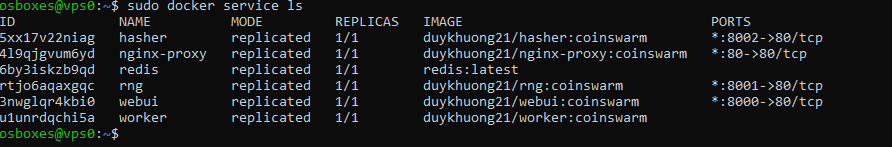 osboxes@vps0:~$ sudo docker service ls
ID NAME MODE REPLICAS IMAGE PORTS
5xx17v22niag hasher replicated 1/1 duykhuong21/hasher:coinswarm *:8002->80/tcp
4l9qjgvum6yd nginx-proxy replicated 1/1 duykhuong21/nginx-proxy:coinswarm *:80->80/tcp
6by3iskzb9qd redis replicated 1/1 redis:latest
rtjo6aqaxgqc rng replicated 1/1 duykhuong21/rng:coinswarm *:8001->80/tcp
3nwglqr4kbi0 webui replicated 1/1 duykhuong21/webui:coinswarm *:8000->80/tcp
u1unrdqchi5a worker replicated 1/1 duykhuong21/worker:coinswarm
osboxes@vps0:~$